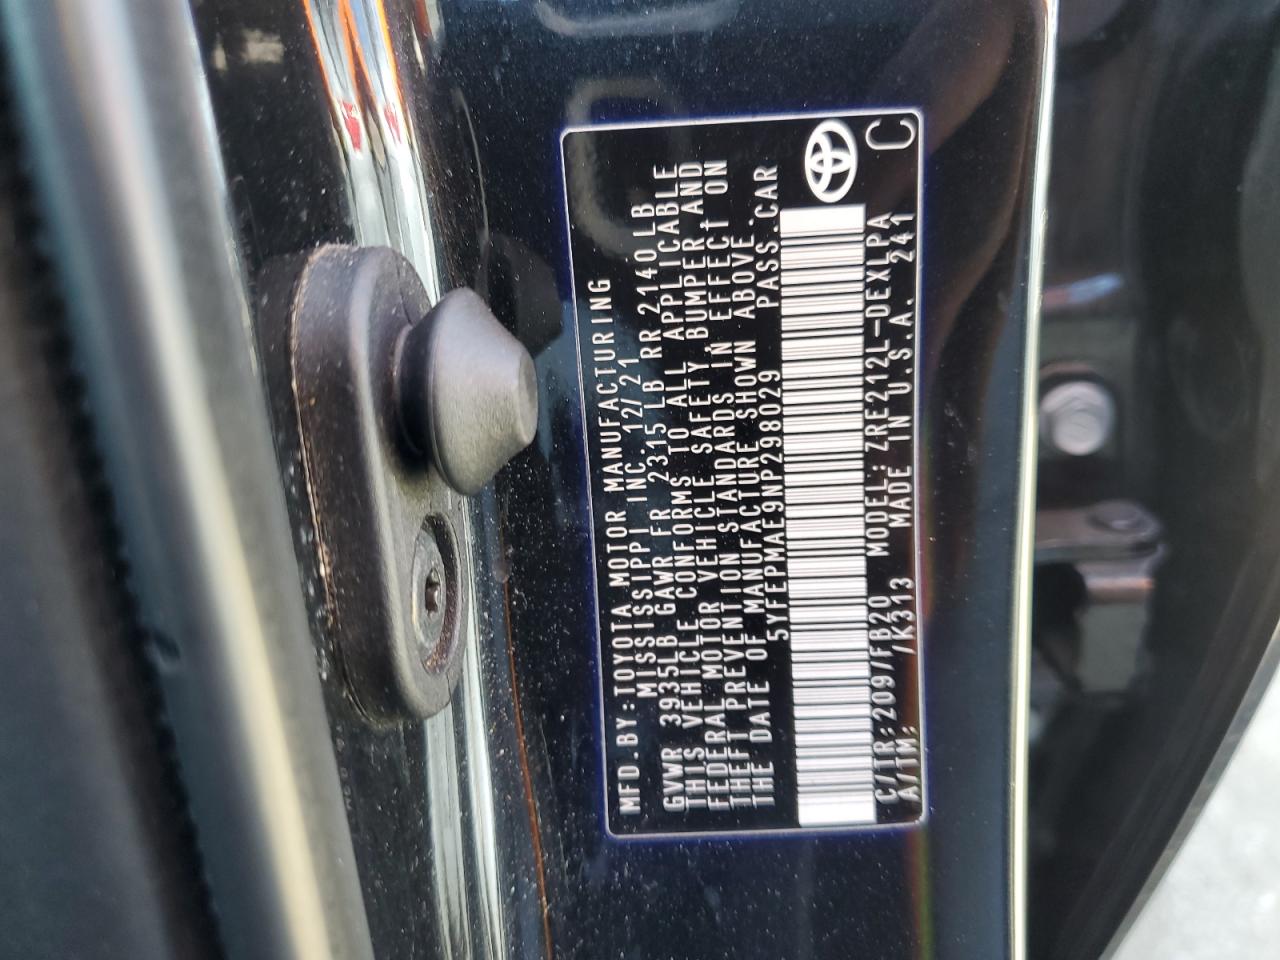 MFD.BY:TOYOTA MOTOR MANUFACTURING
MISSISSIPPI INC. 12/21
GVWR 3935LB GAWR FR 2315LB RR 2140LB
THIS VEHICLE CONFORMS TO ALL APPLICABLE
FEDERAL MOTOR VEHICLE SAFETY, BUMPER AND
THEFT PREVENTION STANDARDS IN EFFECT ON
THE DATE OF MANUFACTURE SHOWN ABOVE.
5YFEPMAE9NP298029 PASS.CAR
C/TR:209/FB20 MODEL:ZRE212L-DEXLPA
A/TM: /K313 MADE IN U.S.A. 241 C